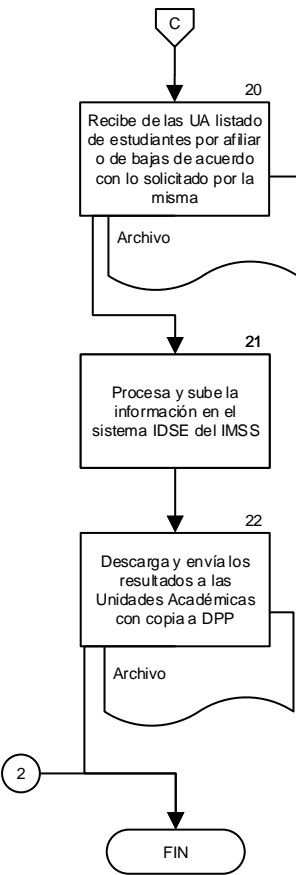 C
20
Recibe de las UA listado
de estudiantes por afiliar
o de bajas de acuerdo
con lo solicitado por la
misma
Archivo
21
Procesa y sube la
información en el
sistema IDSE del IMSS
22
Descarga y envía los
resultados a las
Unidades Académicas
con copia a DPP
Archivo
2
FIN